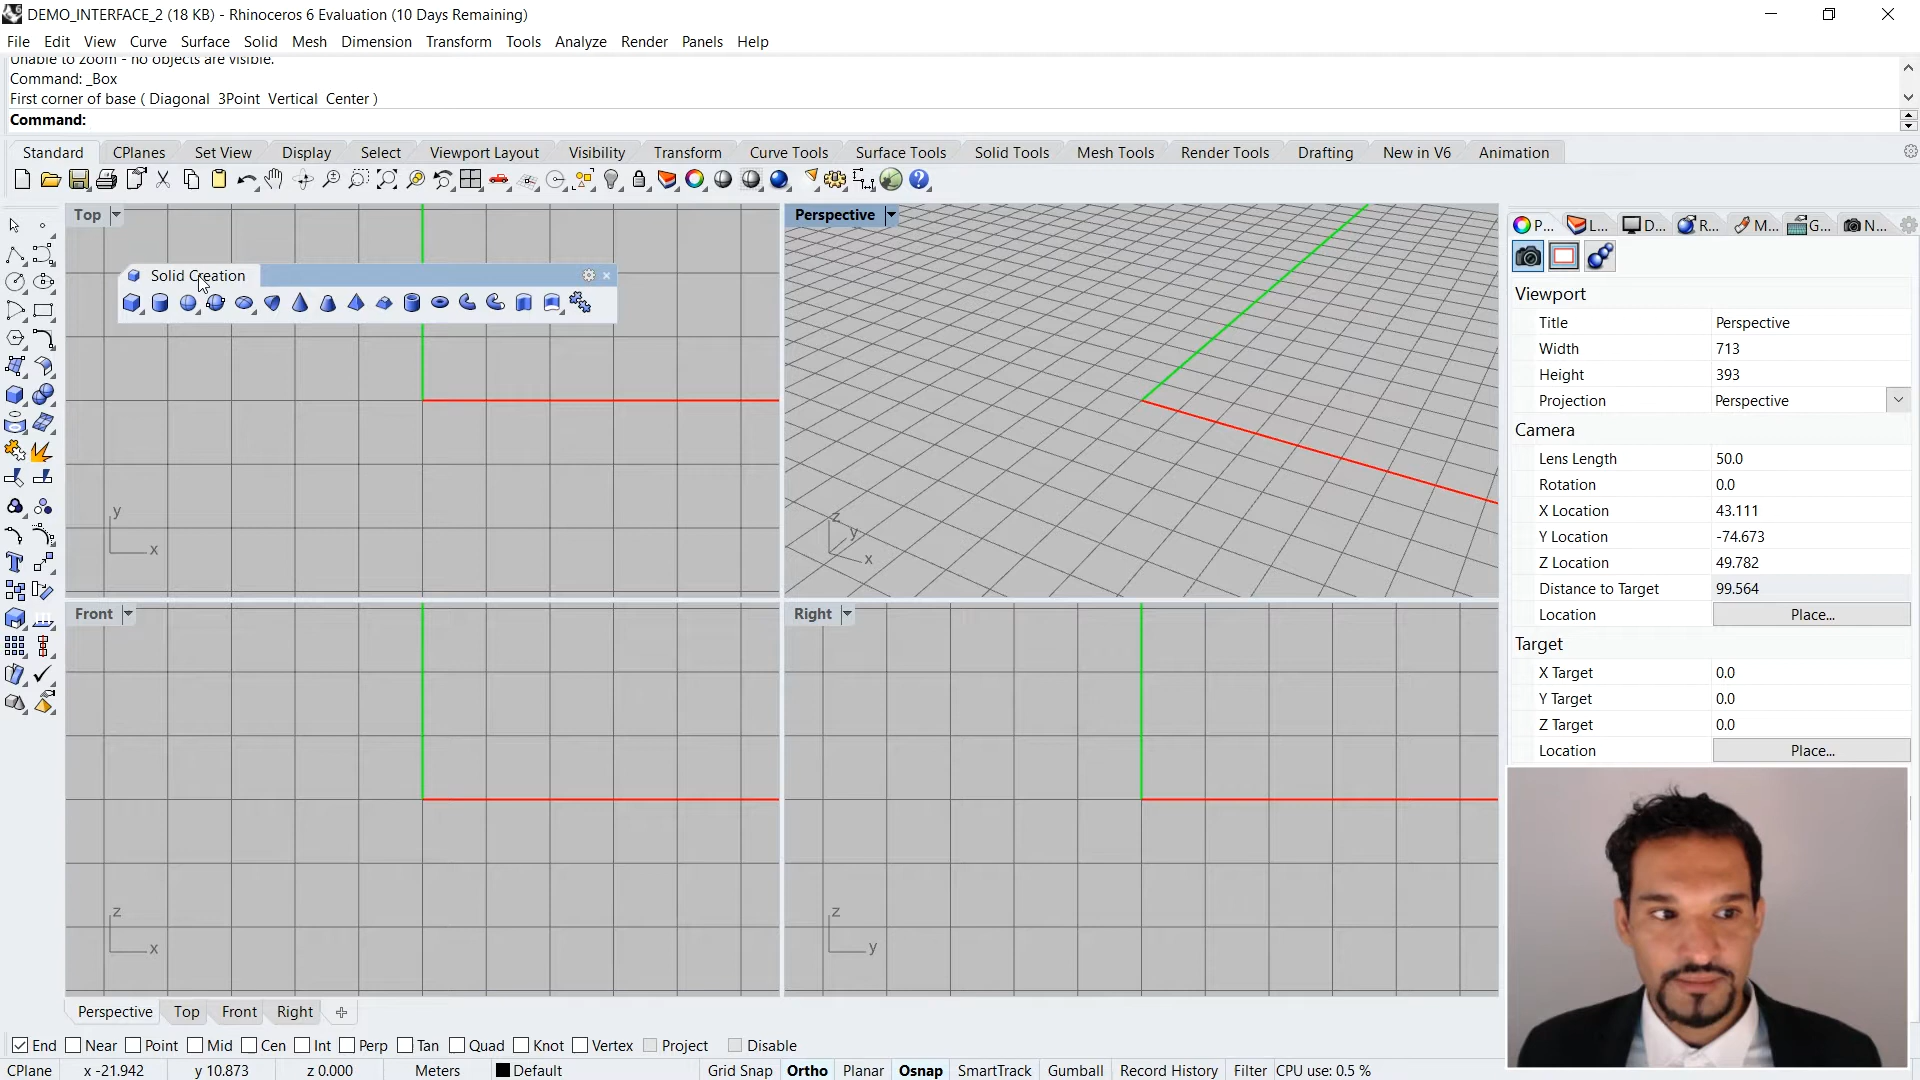 DEMO_INTERFACE_2 (18 KB) - Rhinoceros 6 Evaluation (10 Days Remaining)
File Edit View Curve Surface Solid Mesh Dimension Transform Tools Analyze Render Panels Help
Unable to zoom - no objects are visible.
Command: _Box
First corner of base ( Diagonal 3Point Vertical Center )
Command:
Standard CPlanes Set View Display Select Viewport Layout Visibility Transform Curve Tools Surface Tools Solid Tools Mesh Tools Render Tools Drafting New in V6 Animation
Top
Perspective
P... L... D... R... M... G... N...
Solid Creation
Viewport
Title Perspective
Width 713
Height 393
Projection Perspective
Camera
Lens Length 50.0
Rotation 0.0
X Location 43.111
Y Location -74.673
Z Location 49.782
Distance to Target 99.564
Location Place...
Target
X Target 0.0
Y Target 0.0
Z Target 0.0
Location Place...
y
x
z
y
x
Front
Right
z
x
z
y
Perspective Top Front Right
End Near Point Mid Cen Int Perp Tan Quad Knot Vertex Project Disable
CPlane x -21.942 y 10.873 z 0.000 Meters Default Grid Snap Ortho Planar Osnap SmartTrack Gumball Record History Filter CPU use: 0.5 %